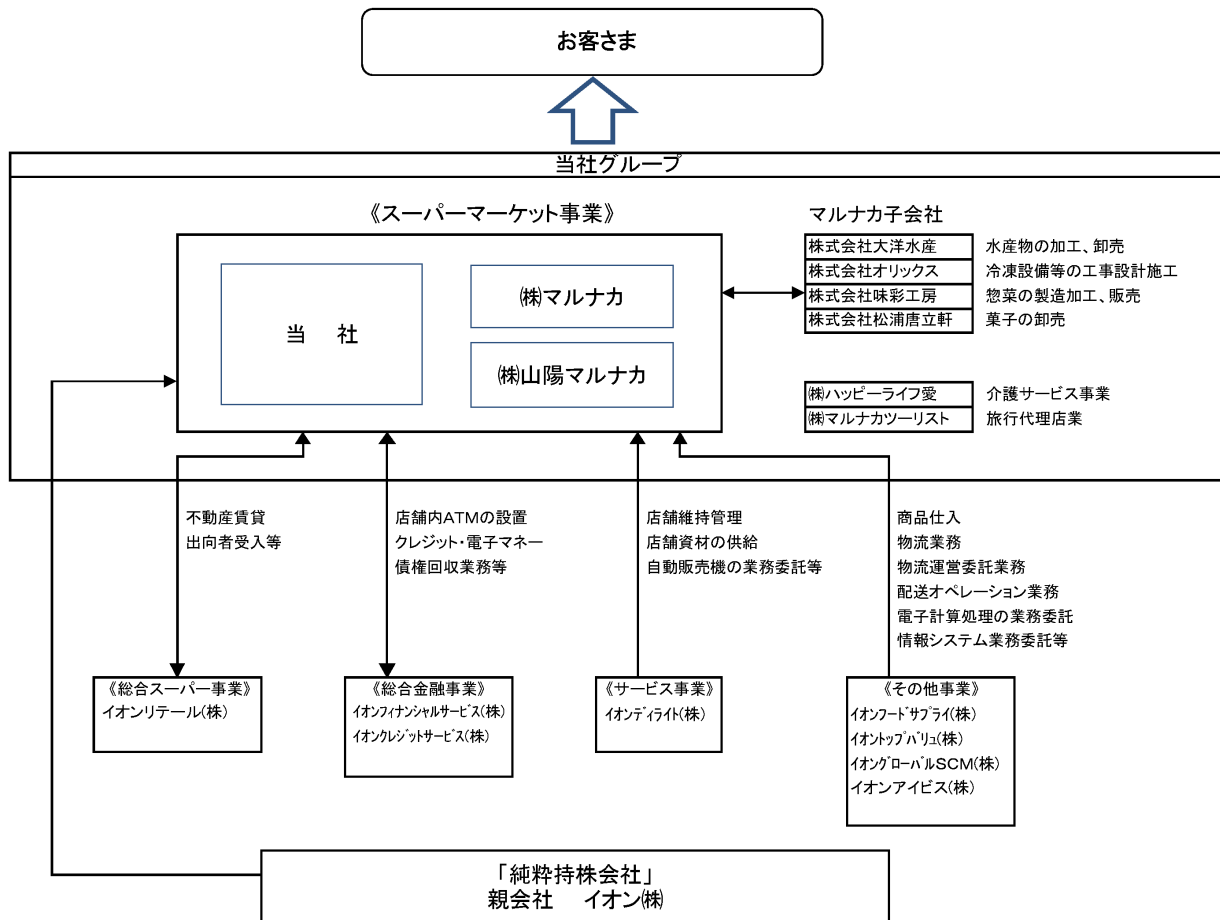 お客さま
当社グループ
《スーパーマーケット事業》
マルナカ子会社
当　社
㈱マルナカ
㈱山陽マルナカ
株式会社大洋水産　水産物の加工、卸売
株式会社オリックス　冷凍設備等の工事設計施工
株式会社味彩工房　惣菜の製造加工、販売
株式会社松浦唐立軒　菓子の卸売
㈱ハッピーライフ愛　介護サービス事業
㈱マルナカツーリスト　旅行代理店業
不動産賃貸
出向者受入等
店舗内ATMの設置
クレジット・電子マネー
債権回収業務等
店舗維持管理
店舗資材の供給
自動販売機の業務委託等
商品仕入
物流業務
物流運営委託業務
配送オペレーション業務
電子計算処理の業務委託
情報システム業務委託等
《総合スーパー事業》
イオンリテール(株)
《総合金融事業》
イオンフィナンシャルサービス(株)
イオンクレジットサービス(株)
《サービス事業》
イオンディライト(株)
《その他事業》
イオンフードサプライ(株)
イオントップバリュ(株)
イオングローバルSCM(株)
イオンアイビス(株)
「純粋持株会社」
親会社　イオン㈱